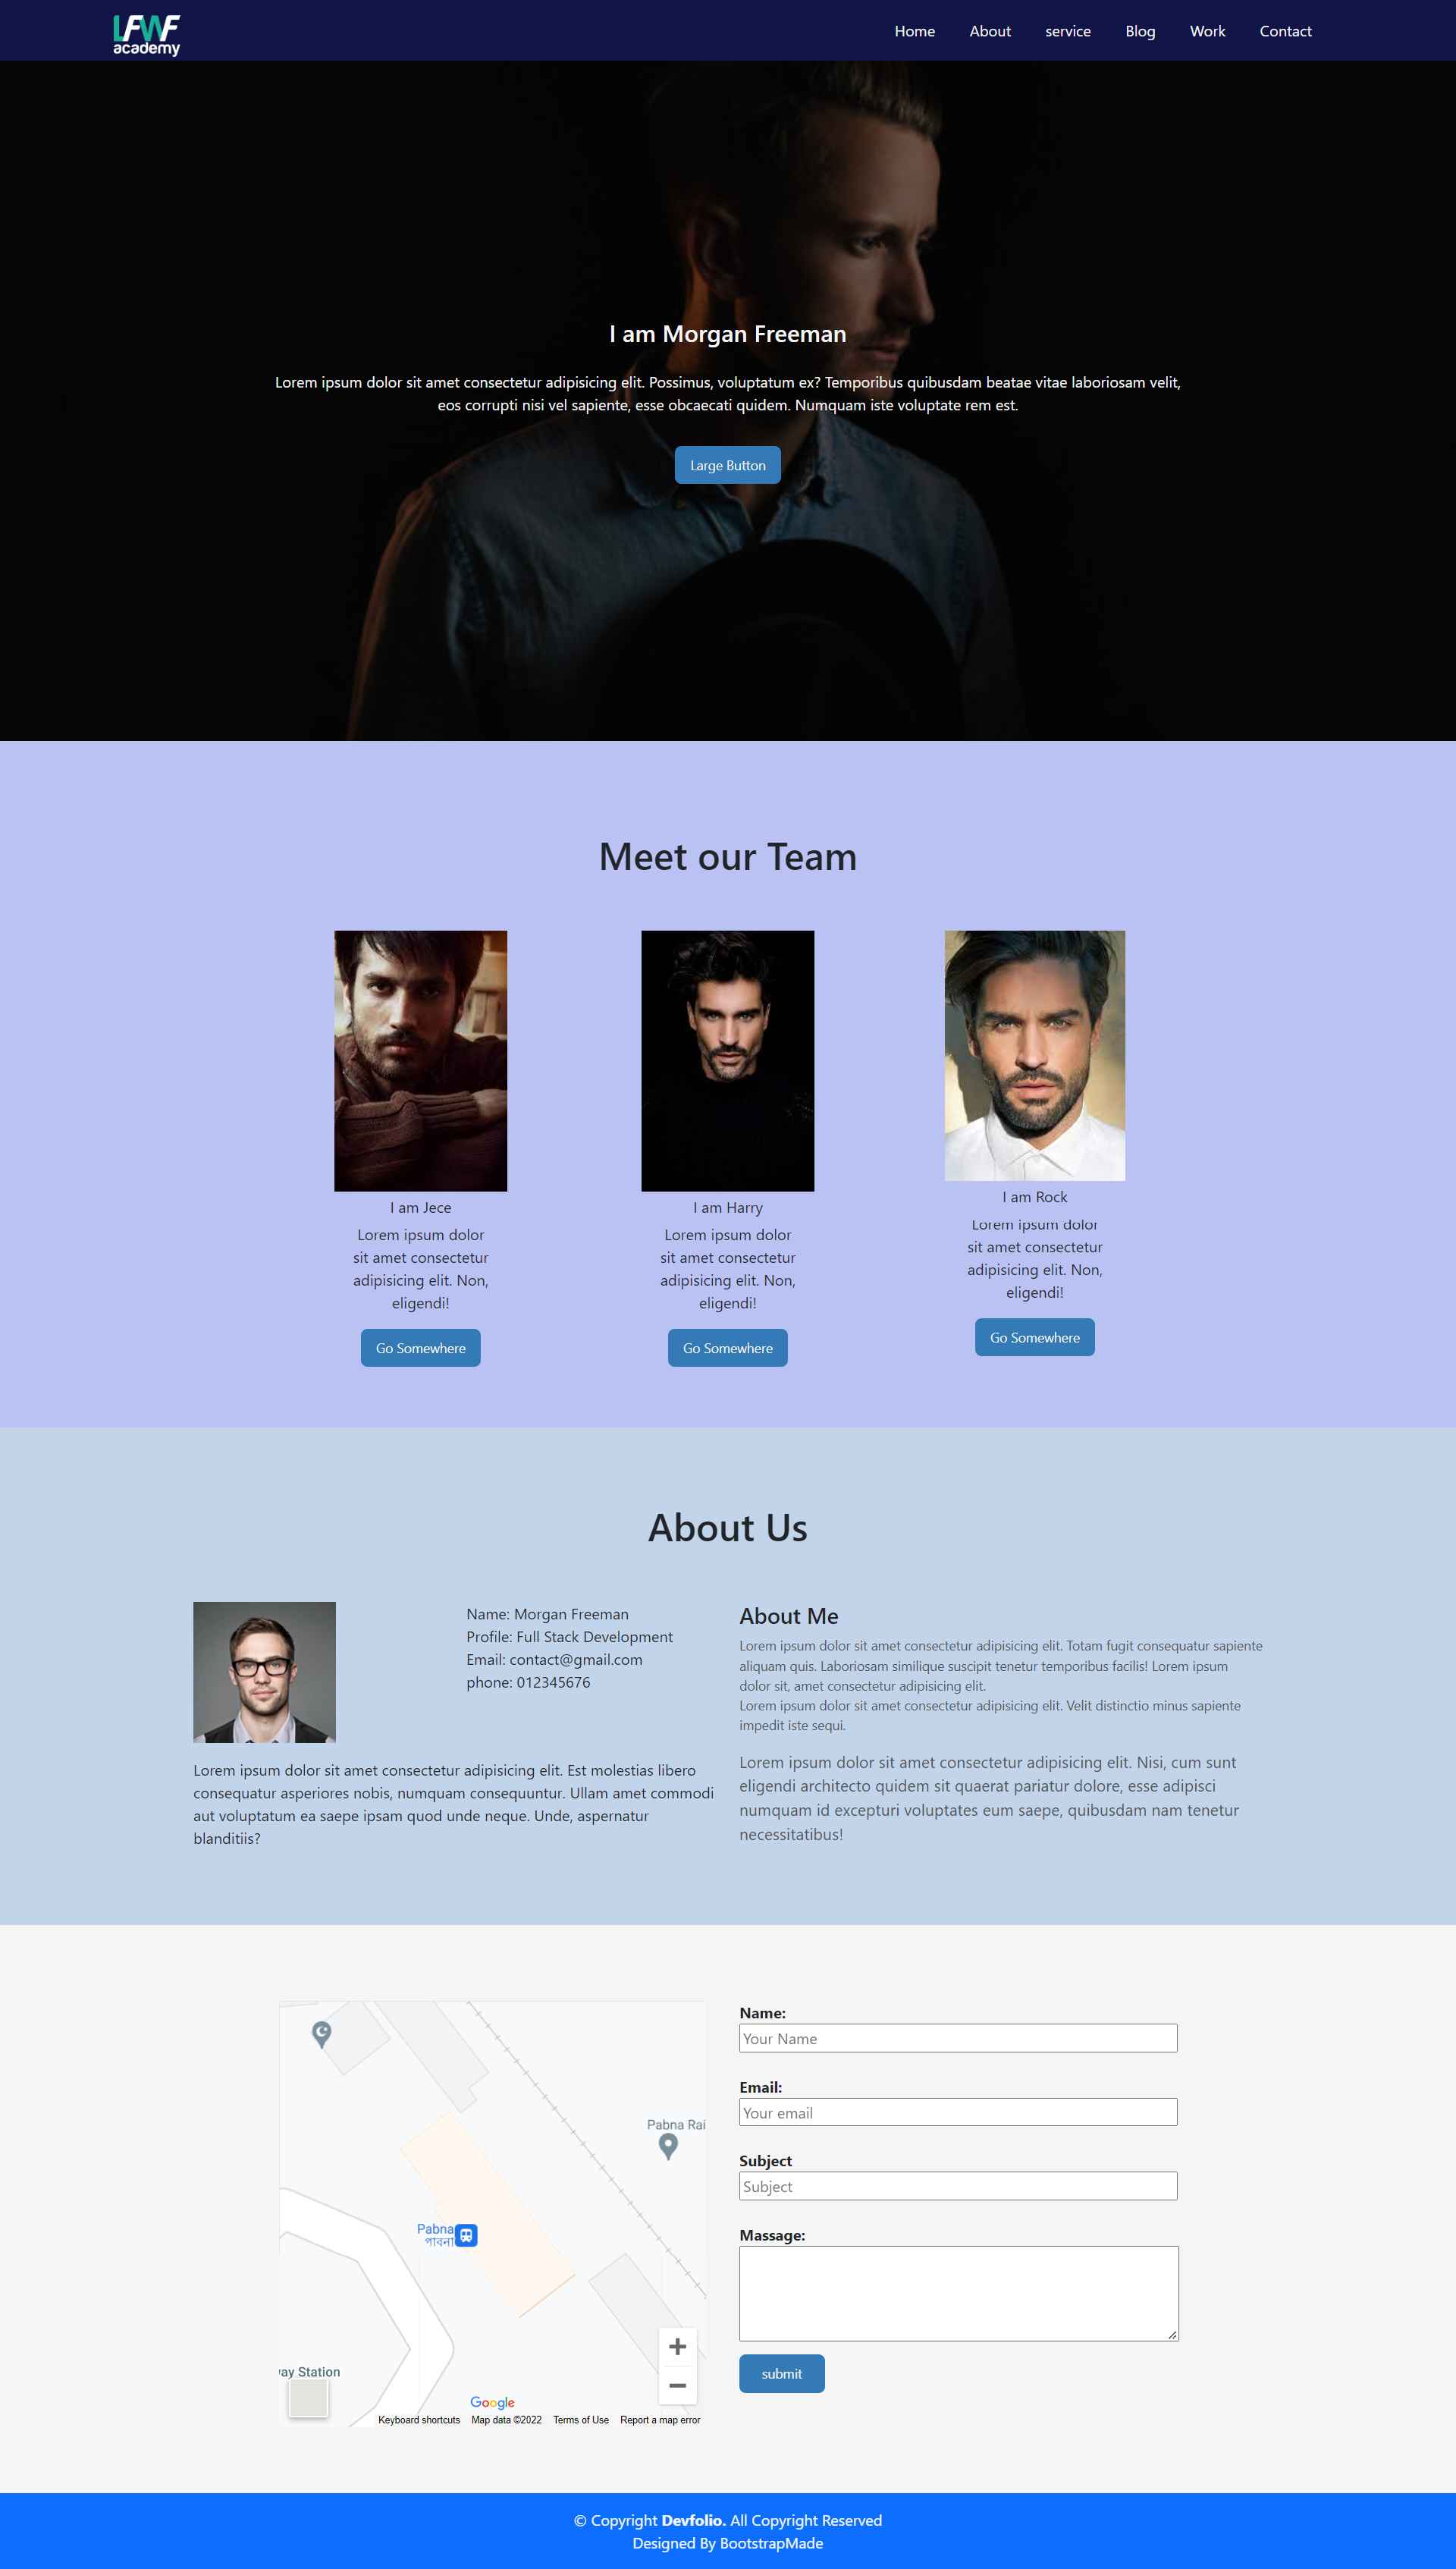 LFWF
academy
Home About service Blog Work Contact
I am Morgan Freeman
Lorem ipsum dolor sit amet consectetur adipisicing elit. Possimus, voluptatum ex? Temporibus quibusdam beatae vitae laboriosam velit,
eos corrupti nisi vel sapiente, esse obcaecati quidem. Numquam iste voluptate rem est.
Large Button
Meet our Team
I am Jece
Lorem ipsum dolor
sit amet consectetur
adipisicing elit. Non,
eligendi!
Go Somewhere
I am Harry
Lorem ipsum dolor
sit amet consectetur
adipisicing elit. Non,
eligendi!
Go Somewhere
I am Rock
Lorem ipsum dolor
sit amet consectetur
adipisicing elit. Non,
eligendi!
Go Somewhere
About Us
Name: Morgan Freeman
Profile: Full Stack Development
Email: contact@gmail.com
phone: 012345676
Lorem ipsum dolor sit amet consectetur adipisicing elit. Est molestias libero
consequatur asperiores nobis, numquam consequuntur. Ullam amet commodi
aut voluptatum ea saepe ipsam quod unde neque. Unde, aspernatur
blanditiis?
About Me
Lorem ipsum dolor sit amet consectetur adipisicing elit. Totam fugit consequatur sapiente
aliquam quis. Laboriosam similique suscipit tenetur temporibus facilis! Lorem ipsum
dolor sit, amet consectetur adipisicing elit.
Lorem ipsum dolor sit amet consectetur adipisicing elit. Velit distinctio minus sapiente
impedit iste sequi.
Lorem ipsum dolor sit amet consectetur adipisicing elit. Nisi, cum sunt
eligendi architecto quidem sit quaerat pariatur dolore, esse adipisci
numquam id excepturi voluptates eum saepe, quibusdam nam tenetur
necessitatibus!
Pabna Rai
Pabna
পাবনা
way Station
Google
Keyboard shortcuts Map data ©2022 Terms of Use Report a map error
Name:
Your Name
Email:
Your email
Subject
Subject
Massage:
submit
© Copyright Devfolio. All Copyright Reserved
Designed By BootstrapMade